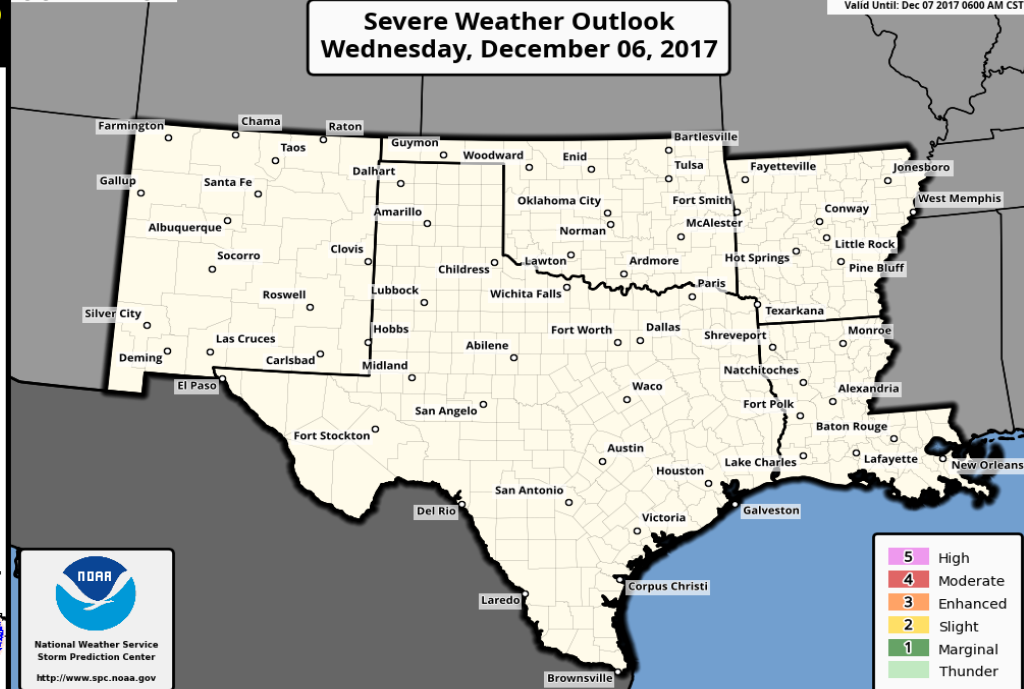 Valid Until: Dec 07 2017 0600 AM CST
Severe Weather Outlook
Wednesday, December 06, 2017
Farmington
Chama
Raton
Taos
Gallup
Santa Fe
Albuquerque
Socorro
Clovis
Roswell
Silver City
Las Cruces
Deming
Carlsbad
Hobbs
El Paso
Guymon
Woodward
Enid
Bartlesville
Tulsa
Dalhart
Amarillo
Oklahoma City
Norman
Fort Smith
McAlester
Childress
Lawton
Ardmore
Lubbock
Wichita Falls
Paris
Fayetteville
Jonesboro
West Memphis
Conway
Little Rock
Hot Springs
Pine Bluff
Texarkana
Fort Worth
Dallas
Shreveport
Monroe
Abilene
Midland
Natchitoches
Waco
Alexandria
San Angelo
Fort Polk
Fort Stockton
Baton Rouge
Austin
Houston
Lake Charles
Lafayette
New Orleans
San Antonio
Del Rio
Galveston
Victoria
Corpus Christi
Laredo
Brownsville
NOAA
National Weather Service
Storm Prediction Center
http://www.spc.noaa.gov
5 High
4 Moderate
3 Enhanced
2 Slight
1 Marginal
Thunder